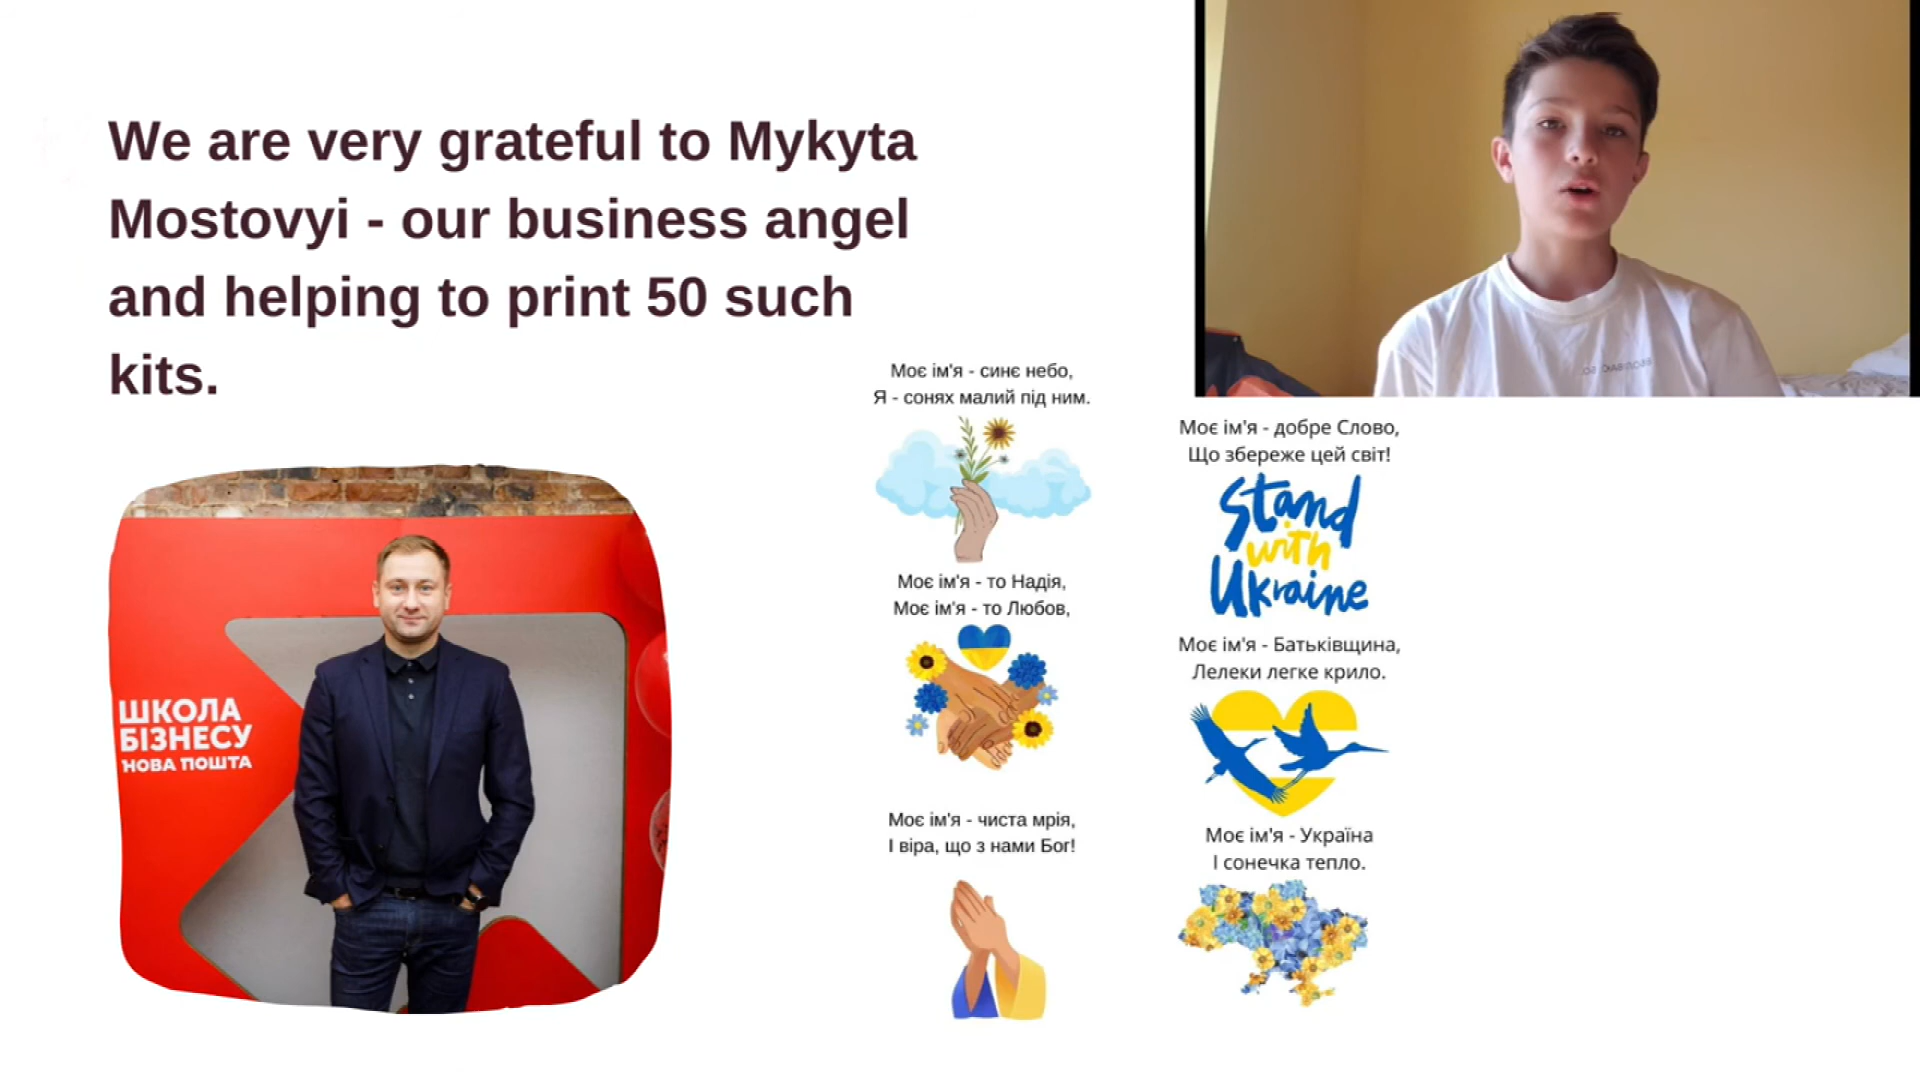 We are very grateful to Mykyta
Mostovyi - our business angel
and helping to print 50 such
kits.
ШКОЛА
БІЗНЕСУ
НОВА ПОШТА
Моє ім'я - синє небо,
Я - сонях малий під ним.
Моє ім'я - то Надія,
Моє ім'я - то Любов,
Моє ім'я - чиста мрія,
І віра, що з нами Бог!
Моє ім'я - добре Слово,
Що збереже цей світ!
Stand
with
Ukraine
Моє ім'я - Батьківщина,
Лелеки легке крило.
Моє ім'я - Україна
І сонечка тепло.